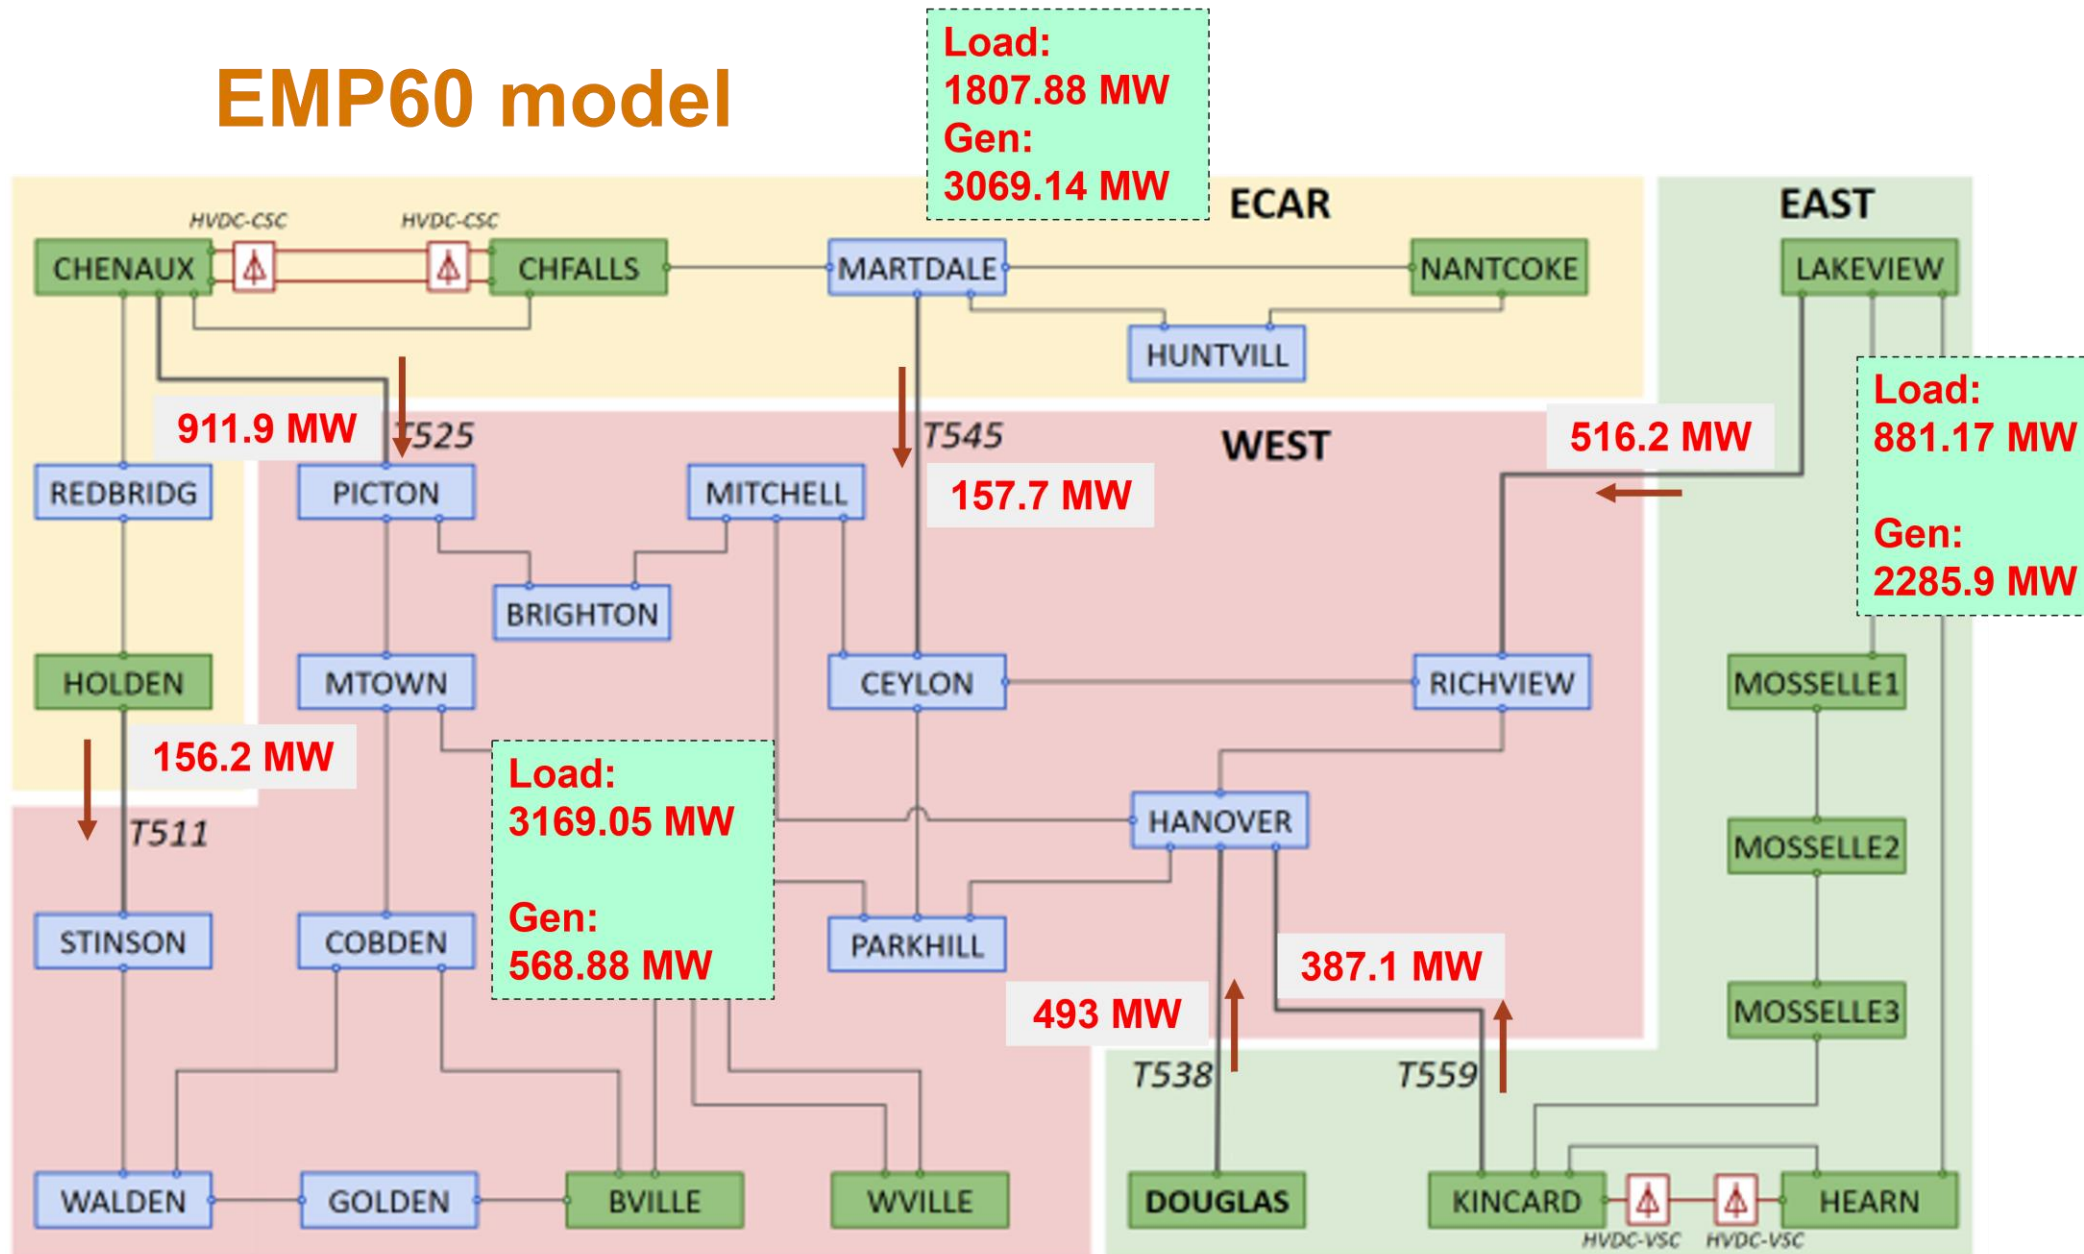 EMP60 model
Load:
1807.88 MW
Gen:
3069.14 MW
ECAR
EAST
HVDC-CSC
HVDC-CSC
CHENAUX
CHFALLS
MARTDALE
NANTCOKE
LAKEVIEW
HUNTVILL
Load:
881.17 MW
Gen:
2285.9 MW
911.9 MW
T525
T545
WEST
516.2 MW
REDBRIDG
PICTON
MITCHELL
157.7 MW
BRIGHTON
HOLDEN
MTOWN
CEYLON
RICHVIEW
MOSSELLE1
156.2 MW
Load:
3169.05 MW
Gen:
568.88 MW
T511
HANOVER
MOSSELLE2
STINSON
COBDEN
PARKHILL
387.1 MW
493 MW
MOSSELLE3
T538
T559
WALDEN
GOLDEN
BVILLE
WVILLE
DOUGLAS
KINCARD
HEARN
HVDC-VSC
HVDC-VSC